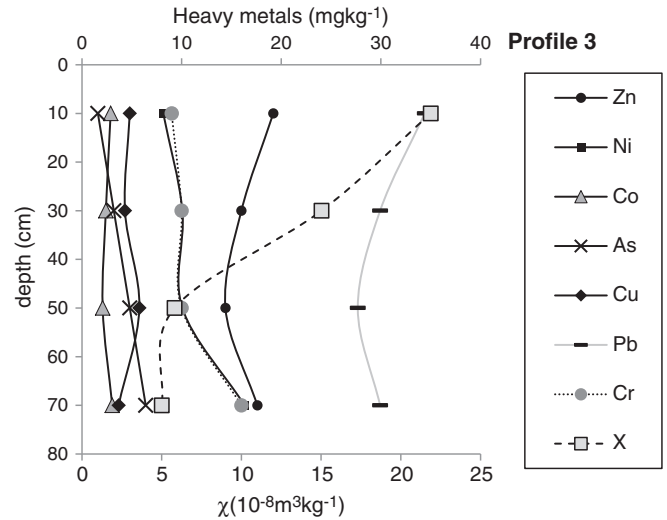 Heavy metals (mgkg⁻¹)
0 10 20 30 40
Profile 3
0
10
20
30
40
50
60
70
80
depth (cm)
0 5 10 15 20 25
χ(10⁻⁸m³kg⁻¹)
Zn
Ni
Co
As
Cu
Pb
Cr
X